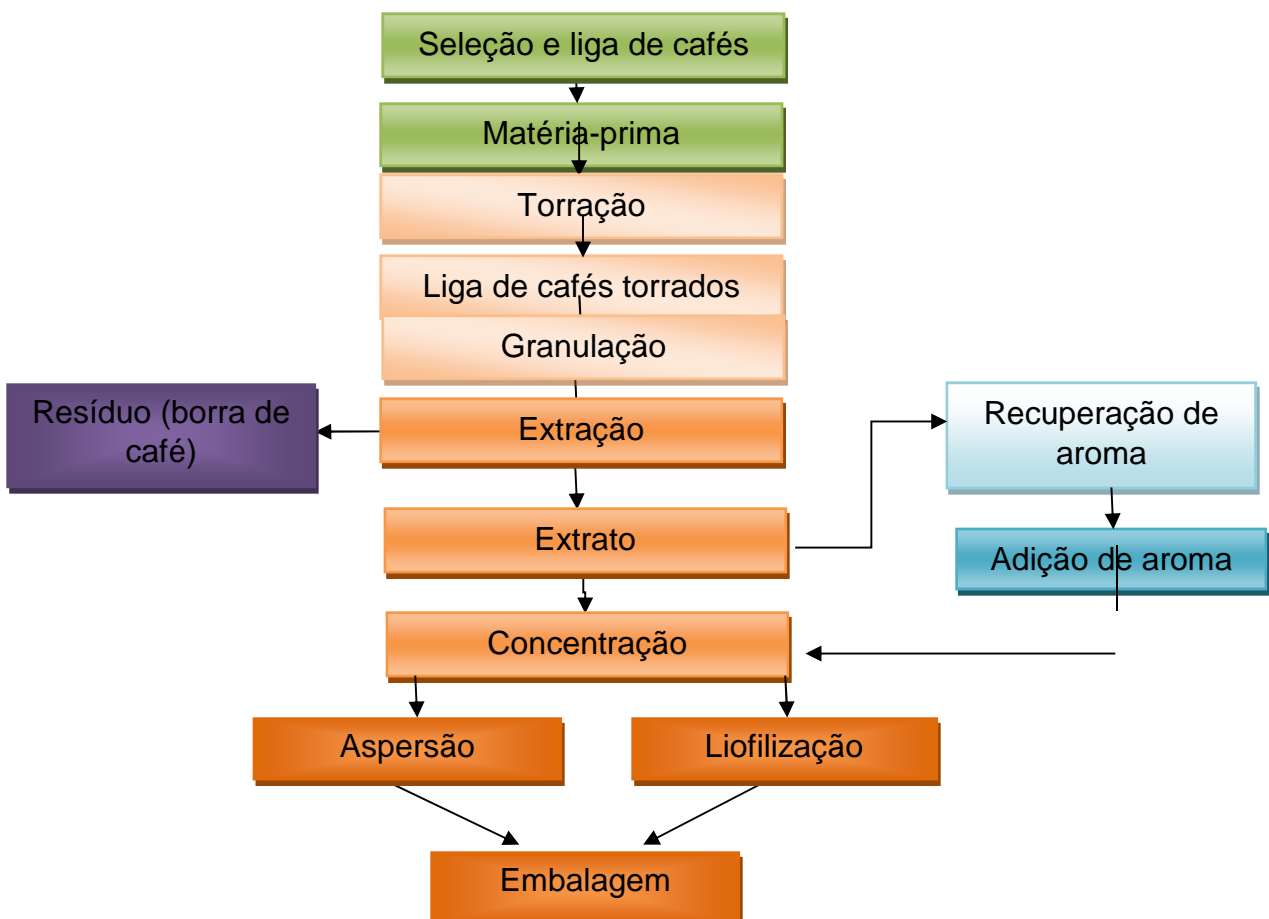 Seleção e liga de cafés
Matéria-prima
Torração
Liga de cafés torrados
Granulação
Resíduo (borra de
café)
Extração
Recuperação de
aroma
Extrato
Adição de aroma
Concentração
Aspersão
Liofilização
Embalagem